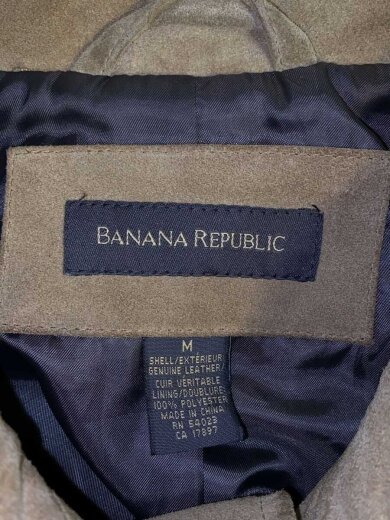 BANANA REPUBLIC
M
SHELL/EXTÉRIEUR
GENUINE LEATHER/
CUIR VÉRITABLE
LINING/DOUBLURE:
100% POLYESTER
MADE IN CHINA
RN 54023
CA 17897